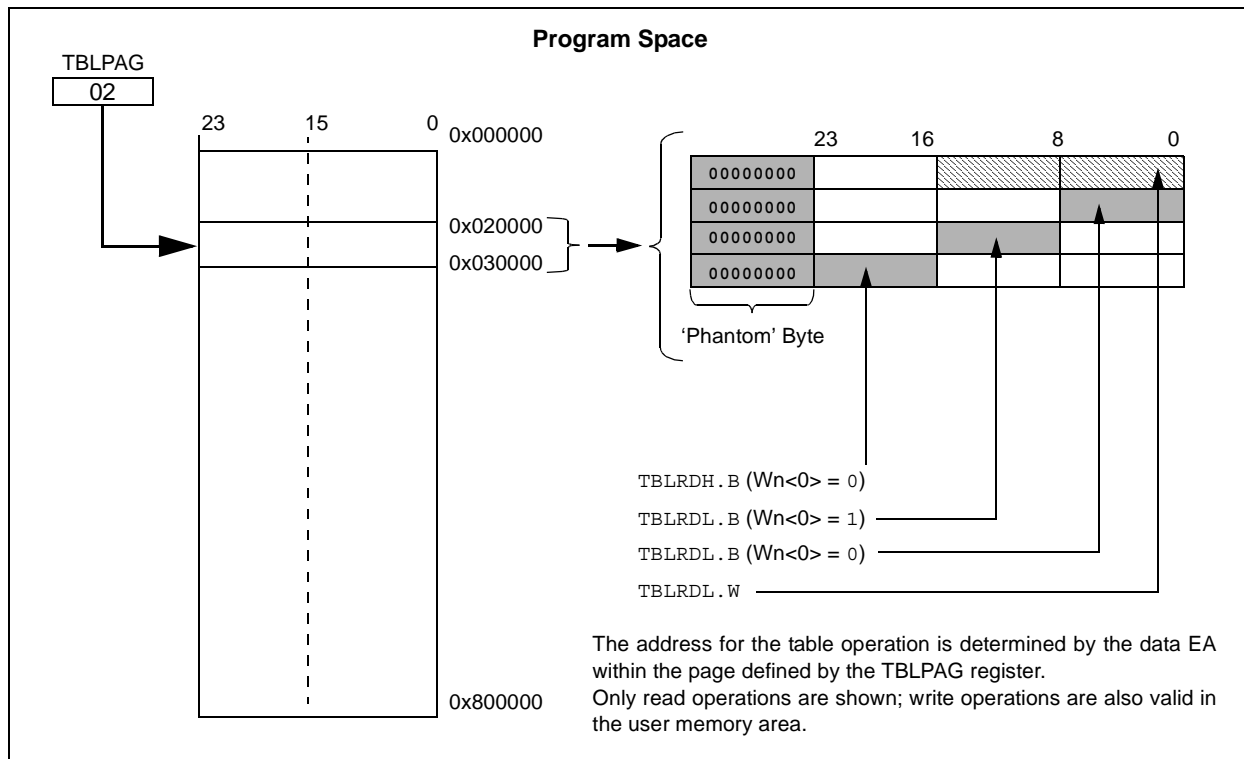 Program Space
TBLPAG
02
23 15 0
0x000000
0x020000
0x030000
0x800000
23 16 8 0
00000000
00000000
00000000
00000000
‘Phantom’ Byte
TBLRDH.B (Wn<0> = 0)
TBLRDL.B (Wn<0> = 1)
TBLRDL.B (Wn<0> = 0)
TBLRDL.W
The address for the table operation is determined by the data EA
within the page defined by the TBLPAG register.
Only read operations are shown; write operations are also valid in
the user memory area.